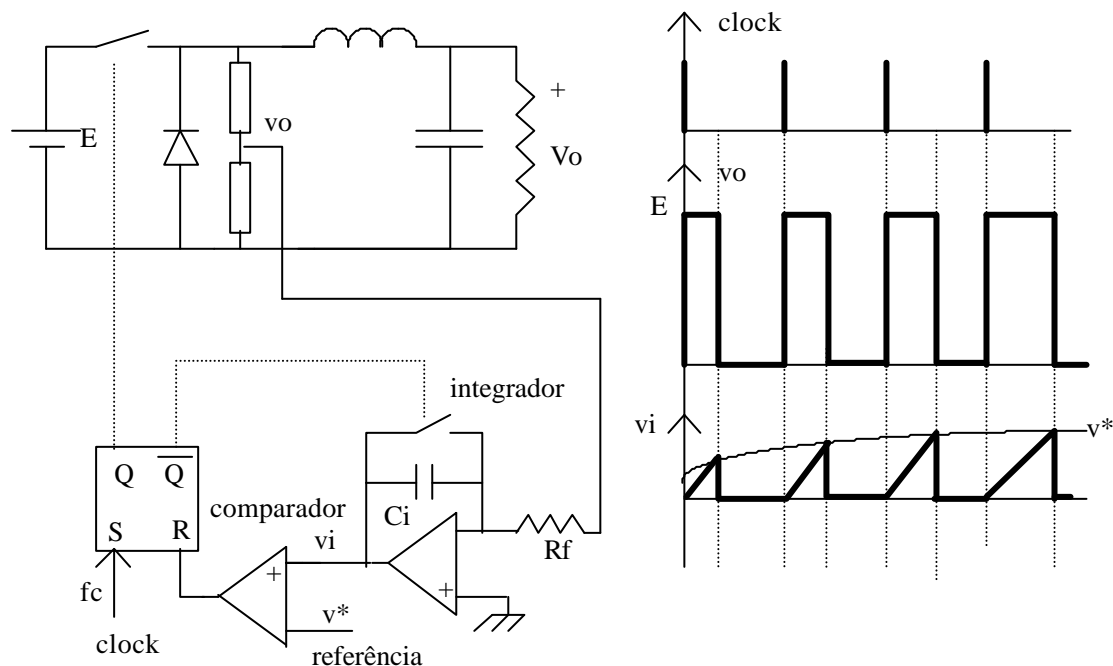 E
vo
+
Vo
integrador
Q
Q
S
R
comparador
vi
Ci
Rf
+
+
v*
fc
clock
referência
clock
vo
E
vi
v*